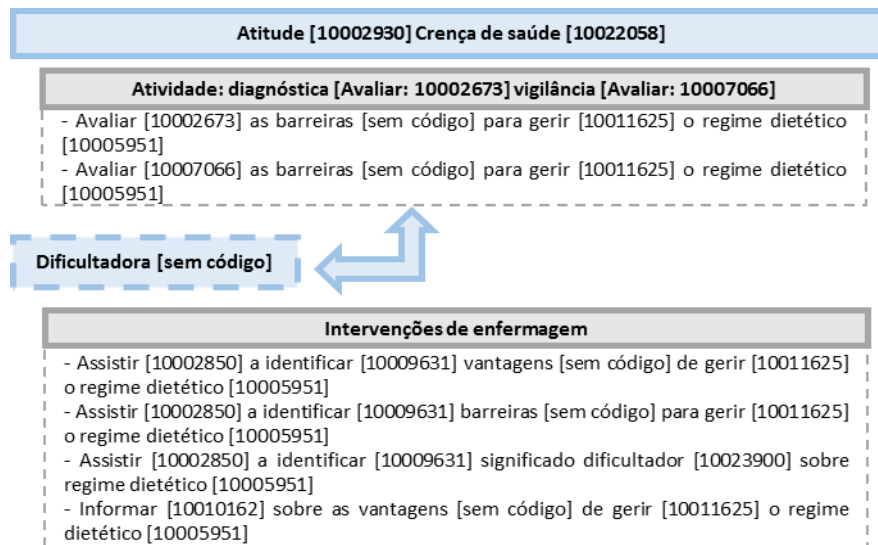 Atitude [10002930] Crença de saúde [10022058]
Atividade: diagnóstica [Avaliar: 10002673] vigilância [Avaliar: 10007066]
- Avaliar [10002673] as barreiras [sem código] para gerir [10011625] o regime dietético
[10005951]
- Avaliar [10007066] as barreiras [sem código] para gerir [10011625] o regime dietético
[10005951]
Dificultadora [sem código]
Intervenções de enfermagem
- Assistir [10002850] a identificar [10009631] vantagens [sem código] de gerir [10011625]
o regime dietético [10005951]
- Assistir [10002850] a identificar [10009631] barreiras [sem código] para gerir [10011625]
o regime dietético [10005951]
- Assistir [10002850] a identificar [10009631] significado dificultador [10023900] sobre
regime dietético [10005951]
- Informar [10010162] sobre as vantagens [sem código] de gerir [10011625] o regime
dietético [10005951]